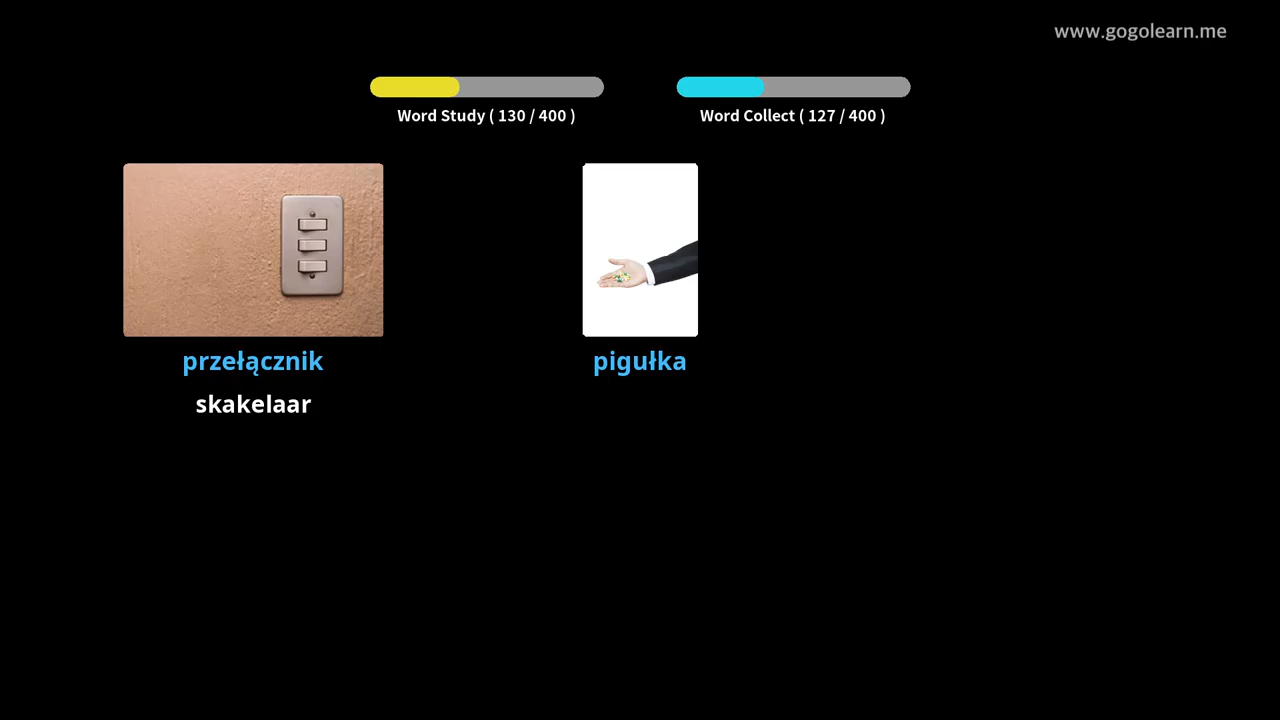 www.gogolearn.me
Word Study ( 130 / 400 )
Word Collect ( 127 / 400 )
przełącznik
pigułka
skakelaar